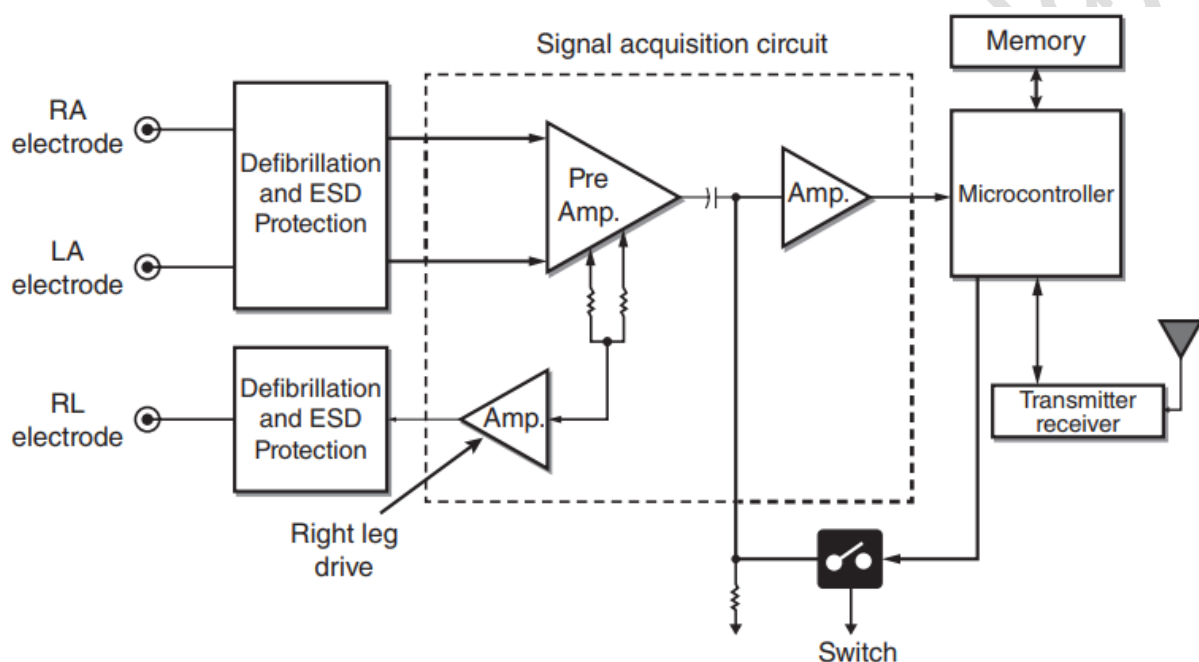 Signal acquisition circuit
Memory
RA
electrode
Defibrillation
and ESD
Protection
Pre
Amp.
Amp.
Microcontroller
LA
electrode
RL
electrode
Defibrillation
and ESD
Protection
Amp.
Transmitter
receiver
Right leg
drive
Switch